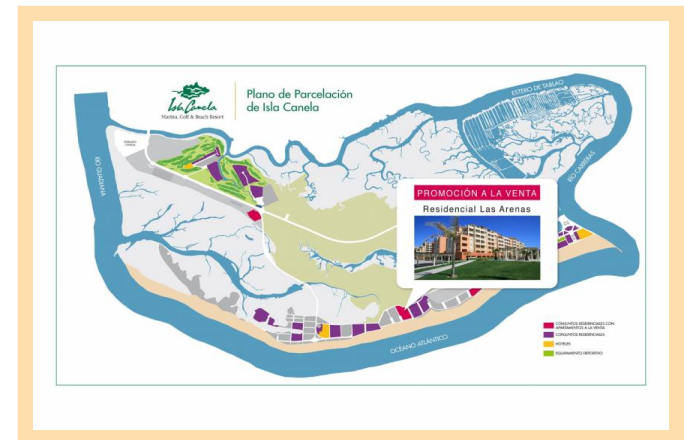 Isla Canela
Marina, Golf & Beach Resort
Plano de Parcelación
de Isla Canela
ESTERO DE TABLAO
RÍO CARRERAS
RÍO GUADIANA
PROMOCIÓN A LA VENTA
Residencial Las Arenas
OCÉANO ATLÁNTICO
CONJUNTOS RESIDENCIALES CON
APARTAMENTOS A LA VENTA
CONJUNTOS RESIDENCIALES
HOTELES
EQUIPAMIENTO DEPORTIVO